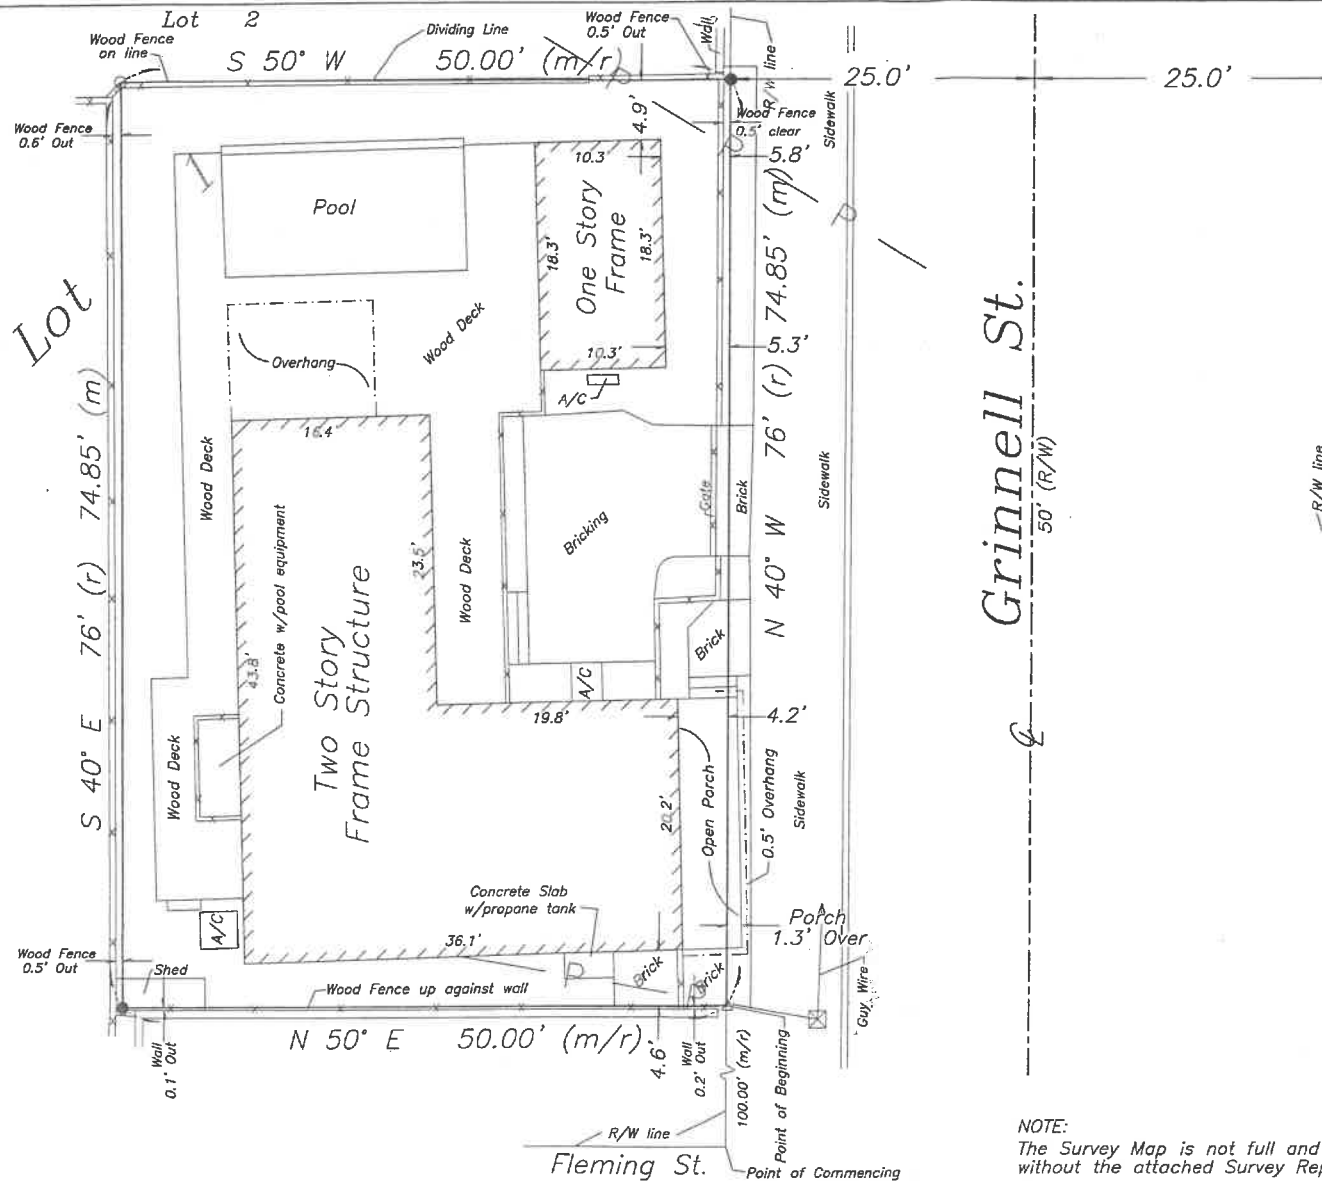 Lot 2
Wood Fence
on line
S 50° W 50.00' (m/r)
Dividing Line
Wood Fence
0.5' Out
Wall
R/W line
25.0'
25.0'
Wood Fence
0.6' Out
4.9'
Wood Fence
0.5' clear
Sidewalk
5.8'
P
P
P
1
Pool
10.3
18.3'
One Story
Frame
18.3'
10.3'
N 40° W 76' (r) 74.85' (m)
5.3'
Lot
Overhang
Wood Deck
A/C
Grinnell St.
50' (R/W)
R/W line
S 40° E 76' (r) 74.85' (m)
Wood Deck
16.4'
Concrete w/pool equipment
23.5'
Wood Deck
Bricking
Gate
Brick
Sidewalk
43.8'
Two Story
Frame Structure
Brick
A/C
19.8'
4.2'
Wood Deck
20.2'
Open Porch
0.5' Overhang
Sidewalk
Concrete Slab
w/propane tank
A/C
36.1'
Porch
1.3' Over
Wood Fence
0.5' Out
Shed
Wood Fence up against wall
P
Brick
P
Brick
Guy Wire
N 50° E 50.00' (m/r)
Wall
0.1' Out
4.6'
Wall
0.2' Out
100.00' (m/r)
Point of Beginning
R/W line
Fleming St.
Point of Commencing
NOTE:
The Survey Map is not full and
without the attached Survey Rep